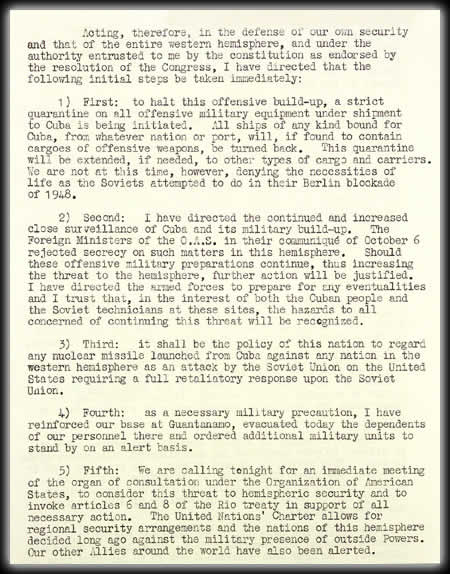 Acting, therefore, in the defense of our own security
and that of the entire western hemisphere, and under the
authority entrusted to me by the constitution as endorsed by
the resolution of the Congress, I have directed that the
following initial steps be taken immediately:
1) First: to halt this offensive build-up, a strict
quarantine on all offensive military equipment under shipment
to Cuba is being initiated. All ships of any kind bound for
Cuba, from whatever nation or port, will, if found to contain
cargoes of offensive weapons, be turned back. This quarantine
will be extended, if needed, to other types of cargo and carriers.
We are not at this time, however, denying the necessities of
life as the Soviets attempted to do in their Berlin blockade
of 1948.
2) Second: I have directed the continued and increased
close surveillance of Cuba and its military build-up. The
Foreign Ministers of the O.A.S. in their communiqué of October 6
rejected secrecy on such matters in this hemisphere. Should
these offensive military preparations continue, thus increasing
the threat to the hemisphere, further action will be justified.
I have directed the armed forces to prepare for any eventualities
and I trust that, in the interest of both the Cuban people and
the Soviet technicians at these sites, the hazards to all
concerned of continuing this threat will be recognized.
3) Third: it shall be the policy of this nation to regard
any nuclear missile launched from Cuba against any nation in the
western hemisphere as an attack by the Soviet Union on the United
States requiring a full retaliatory response upon the Soviet
Union.
4) Fourth: as a necessary military precaution, I have
reinforced our base at Guantanamo, evacuated today the dependents
of our personnel there and ordered additional military units to
stand by on an alert basis.
5) Fifth: We are calling tonight for an immediate meeting
of the organ of consultation under the Organization of American
States, to consider this threat to hemispheric security and to
invoke articles 6 and 8 of the Rio treaty in support of all
necessary action. The United Nations' Charter allows for
regional security arrangements and the nations of this hemisphere
decided long ago against the military presence of outside Powers.
Our other Allies around the world have also been alerted.